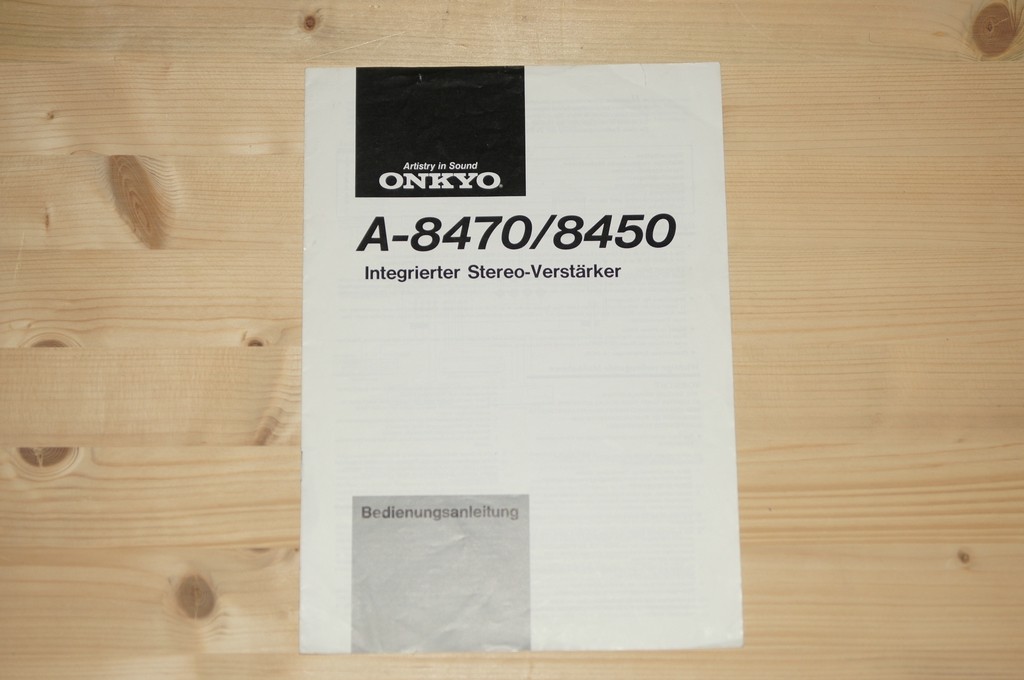 Artistry in Sound
ONKYO®
A-8470/8450
Integrierter Stereo-Verstärker
Bedienungsanleitung